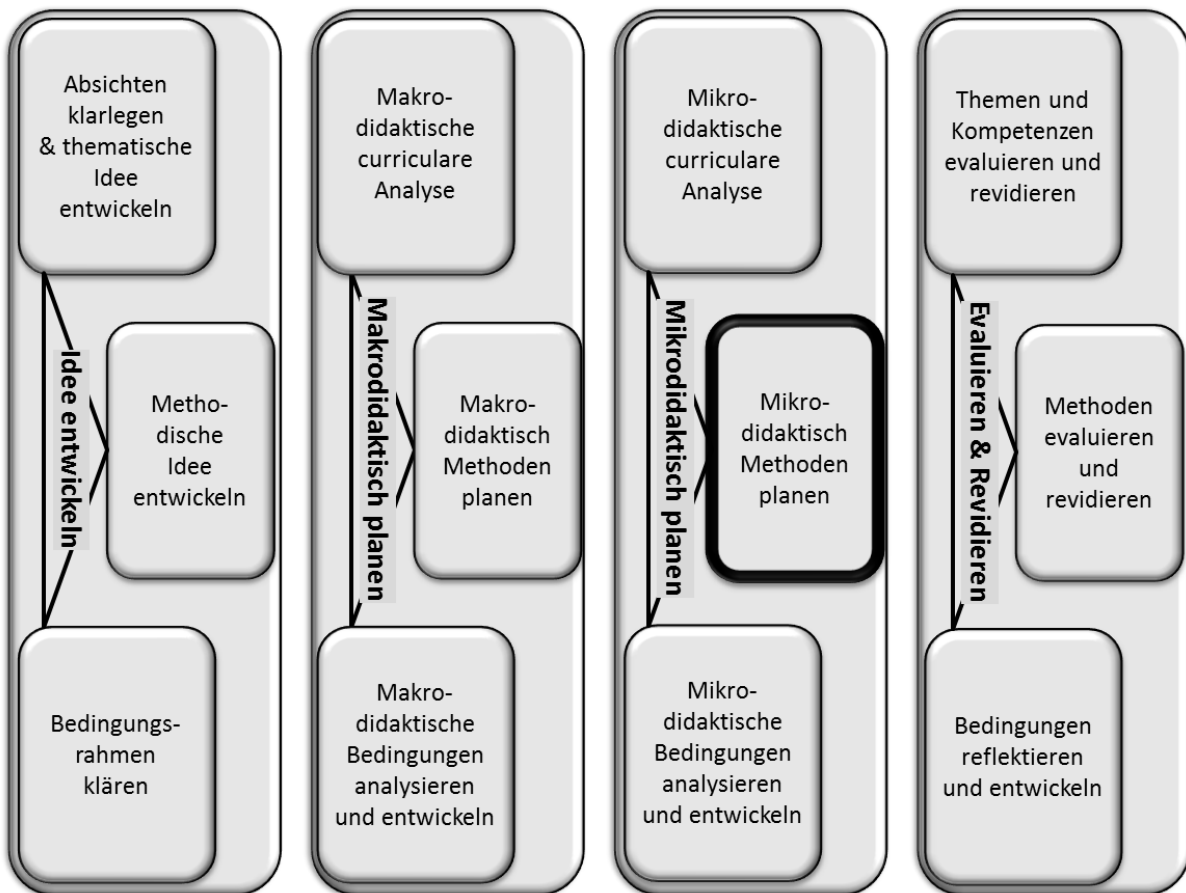 Absichten
klarlegen
& thematische
Idee
entwickeln
Idee entwickeln
Metho-
dische
Idee
entwickeln
Bedingungs-
rahmen
klären
Makro-
didaktische
curriculare
Analyse
Makrodidaktisch planen
Makro-
didaktisch
Methoden
planen
Makro-
didaktische
Bedingungen
analysieren
und entwickeln
Mikro-
didaktische
curriculare
Analyse
Mikrodidaktisch planen
Mikro-
didaktisch
Methoden
planen
Mikro-
didaktische
Bedingungen
analysieren
und entwickeln
Themen und
Kompetenzen
evaluieren und
revidieren
Evaluieren & Revidieren
Methoden
evaluieren
und
revidieren
Bedingungen
reflektieren
und entwickeln